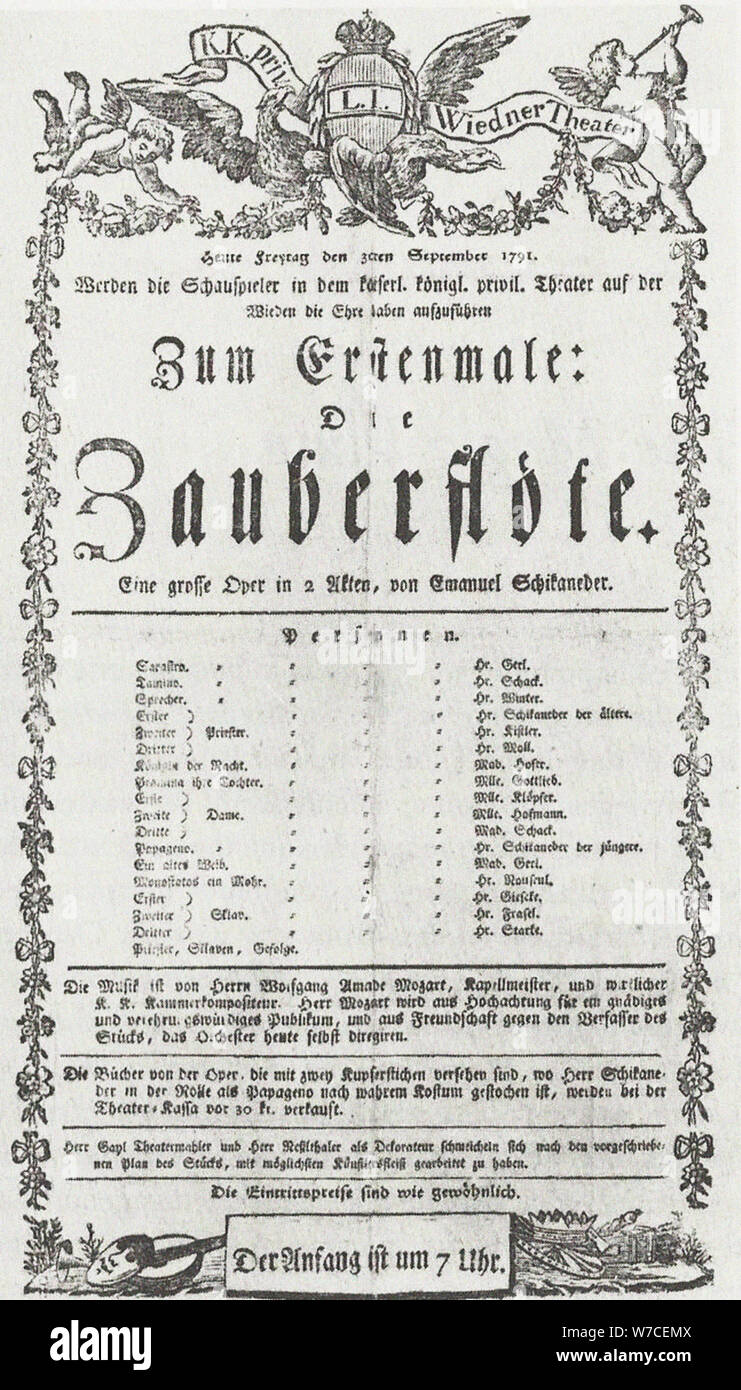 K.K. priv.
L. I.
Wiedner Theater
Heute Freytag den 30ten September 1791.
Werden die Schauspieler in dem kaiserl. königl. privil. Theater auf der
Wieden die Ehre haben aufzuführen
Zum Erstenmale:
Die
Zauberflöte.
Eine grosse Oper in 2 Akten, von Emanuel Schikaneder.
Personen.
Sarastro. Hr. Gerl.
Tamino. Hr. Schack.
Sprecher. Hr. Winter.
Erster ) Hr. Schikaneder der ältere.
Zweiter ) Priester. Hr. Kistler.
Dritter ) Hr. Moll.
Königin der Nacht. Mad. Hofer.
Pamina ihre Tochter. Mlle. Gottlieb.
Erste ) Mlle. Klöpfer.
Zweite ) Dame. Mlle. Hofmann.
Dritte ) Mad. Schack.
Papageno. Hr. Schikaneder der jüngere.
Ein altes Weib. Mad. Gerl.
Monostatos ein Mohr. Hr. Nouseul.
Erster ) Hr. Gieseke.
Zweiter ) Sklav. Hr. Frasel.
Dritter ) Hr. Starke.
Priester, Sklaven, Gefolge.
Die Musik ist von Herrn Wolfgang Amade Mozart, Kapellmeister, und wirklicher
K. K. Kammerkompositeur. Herr Mozart wird aus Hochachtung für ein gnädiges
und verehrungswürdiges Publikum, und aus Freundschaft gegen den Verfasser des
Stücks, das Orchester heute selbst dirigiren.
Die Bücher von der Oper, die mit zwey Kupferstichen versehen sind, wo Herr Schikane-
der in der Rolle als Papageno nach wahrem Kostum gestochen ist, werden bei der
Theater-Kassa vor 30 kr. verkauft.
Herr Gayl Theatermahler und Herr Neßlthaler als Dekorateur schmeicheln sich nach den vorgeschriebe-
nen Plan des Stücks, mit möglichsten Künstlersfleiß gearbeitet zu haben.
Die Eintrittspreise sind wie gewöhnlich.
Der Anfang ist um 7 Uhr.
alamy
alamy
Image ID: W7CEMX
www.alamy.com